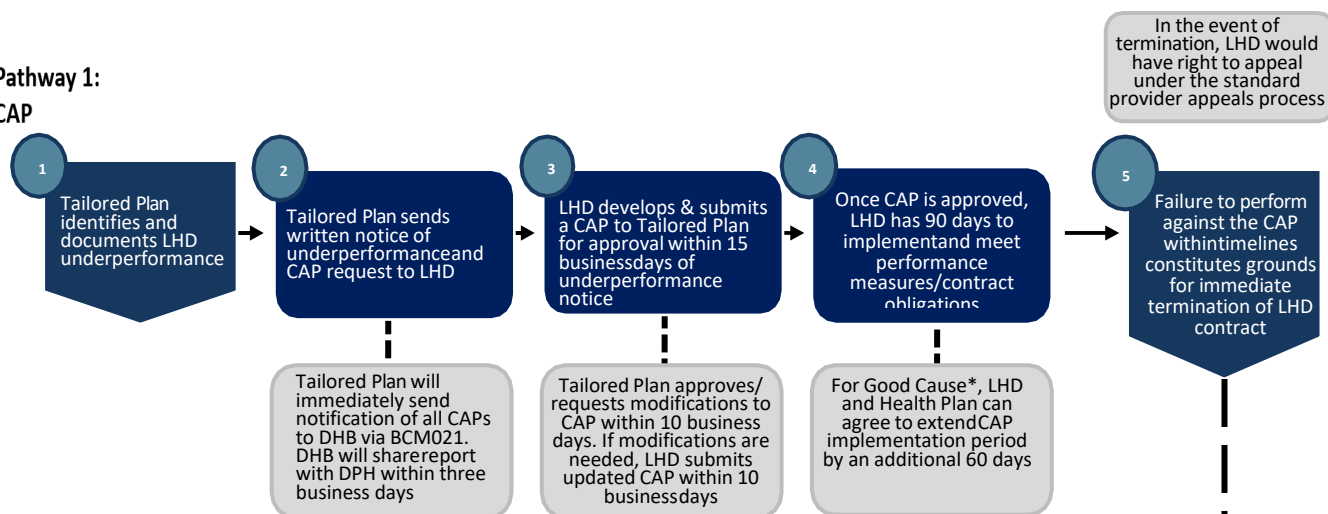 In the event of
termination, LHD would
have right to appeal
under the standard
provider appeals process
Pathway 1:
CAP
1
Tailored Plan
identifies and
documents LHD
underperformance
2
Tailored Plan sends
written notice of
underperformanceand
CAP request to LHD
3
LHD develops & submits
a CAP to Tailored Plan
for approval within 15
businessdays of
underperformance
notice
4
Once CAP is approved,
LHD has 90 days to
implementand meet
performance
measures/contract
obligations
5
Failure to perform
against the CAP
withintimelines
constitutes grounds
for immediate
termination of LHD
contract
Tailored Plan will
immediately send
notification of all CAPs
to DHB via BCM021.
DHB will sharereport
with DPH within three
business days
Tailored Plan approves/
requests modifications to
CAP within 10 business
days. If modifications are
needed, LHD submits
updated CAP within 10
businessdays
For Good Cause*, LHD
and Health Plan can
agree to extendCAP
implementation period
by an additional 60 days